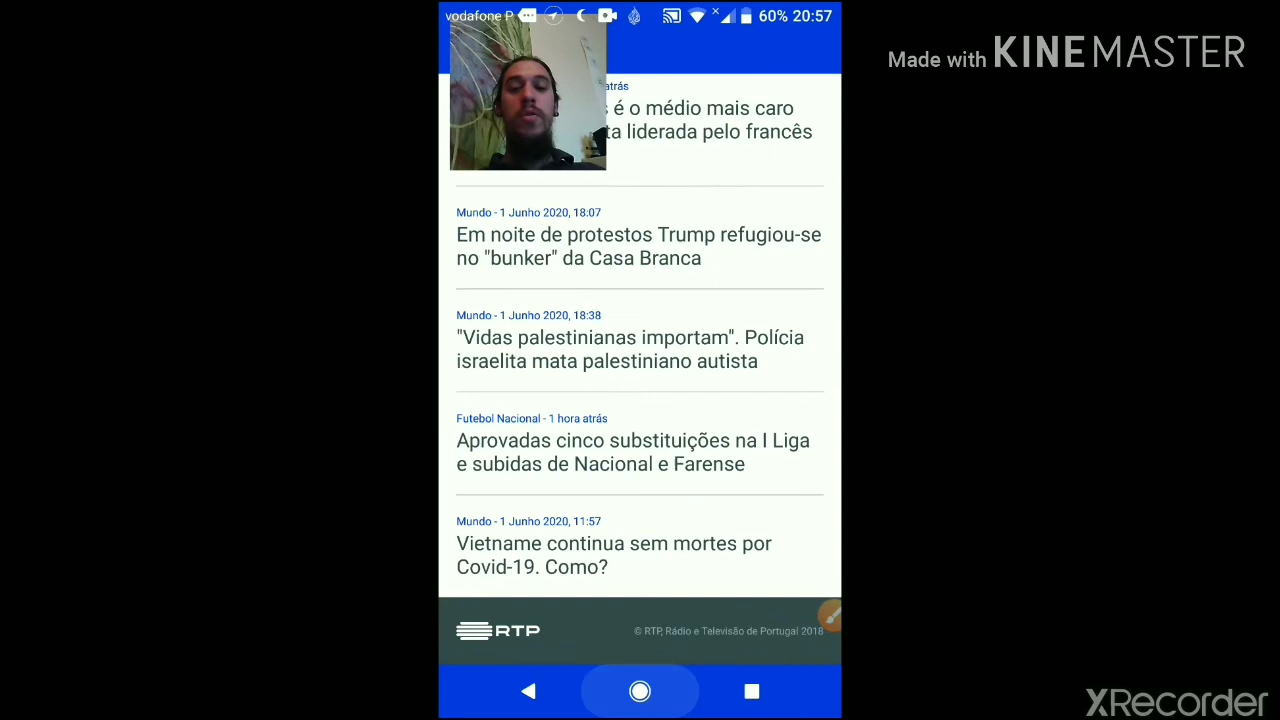 vodafone P 60% 20:57
Made with KINEMASTER
atrás
é o médio mais caro
ta liderada pelo francês
Mundo - 1 Junho 2020, 18:07
Em noite de protestos Trump refugiou-se
no "bunker" da Casa Branca
Mundo - 1 Junho 2020, 18:38
"Vidas palestinianas importam". Polícia
israelita mata palestiniano autista
Futebol Nacional - 1 hora atrás
Aprovadas cinco substituições na I Liga
e subidas de Nacional e Farense
Mundo - 1 Junho 2020, 11:57
Vietname continua sem mortes por
Covid-19. Como?
RTP © RTP, Rádio e Televisão de Portugal 2018
XRecorder